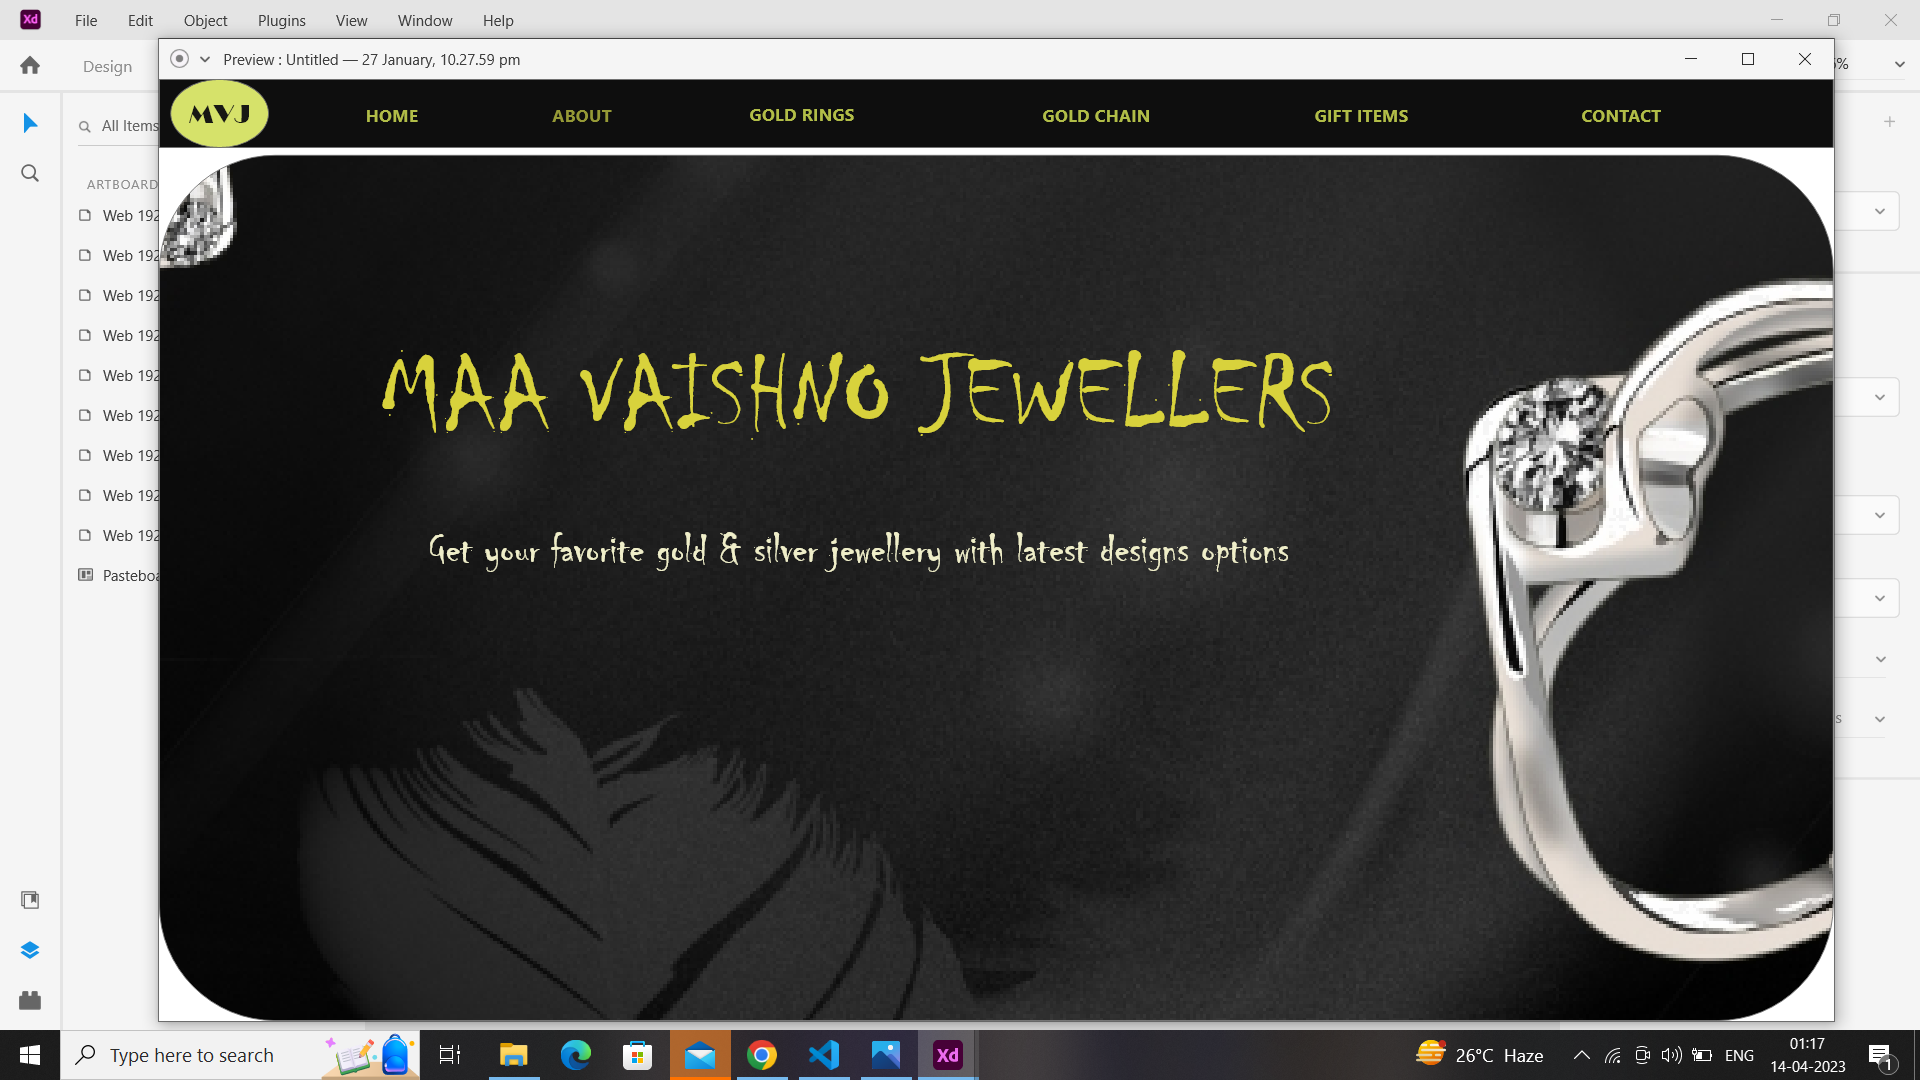 Xd File Edit Object Plugins View Window Help
Design
Preview : Untitled — 27 January, 10.27.59 pm
%
MVJ HOME ABOUT GOLD RINGS GOLD CHAIN GIFT ITEMS CONTACT
All Items
ARTBOARD
Web 192
Web 192
Web 192
Web 192
Web 192
Web 192
Web 192
Web 192
Web 192
Pasteboa
MAA VAISHNO JEWELLERS
Get your favorite gold & silver jewellery with latest designs options
s
Type here to search
Xd
26°C Haze
ENG
01:17
14-04-2023
1